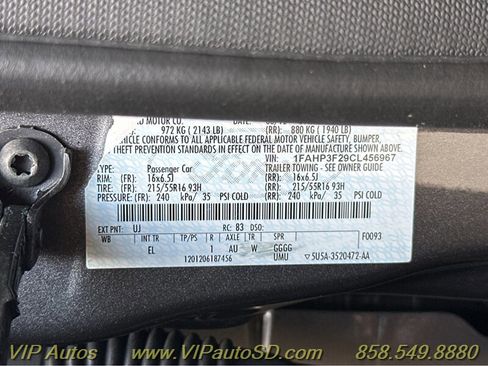 MOTOR CO.
972 KG ( 2143 LB) 880 KG ( 1940 LB)
VEHICLE CONFORMS TO ALL APPLICABLE FEDERAL MOTOR VEHICLE SAFETY, BUMPER,
THEFT PREVENTION STANDARDS IN EFFECT ON THE DATE OF MANUFACTURE
VIN: 1FAHP3F29CL456967
TYPE: Passenger Car TRAILER TOWING - SEE OWNER GUIDE
RIM: (FR): 16x6.5J (RR): 16x6.5J
TIRES: (FR): 215/55R16 93H (RR): 215/55R16 93H
PRESSURE: (FR): 240 kPa/ 35 PSI COLD (RR): 240 kPa/ 35 PSI COLD
EXT PNT: UJ RC: 83 DSO: F0093
WB INT TR TP/PS R AXLE TR SPR
EL AU W GGGG
1201206187456 UMU ▽5U5A-3520472-AA
VIP Autos www.VIPautoSD.com 858.549.8880